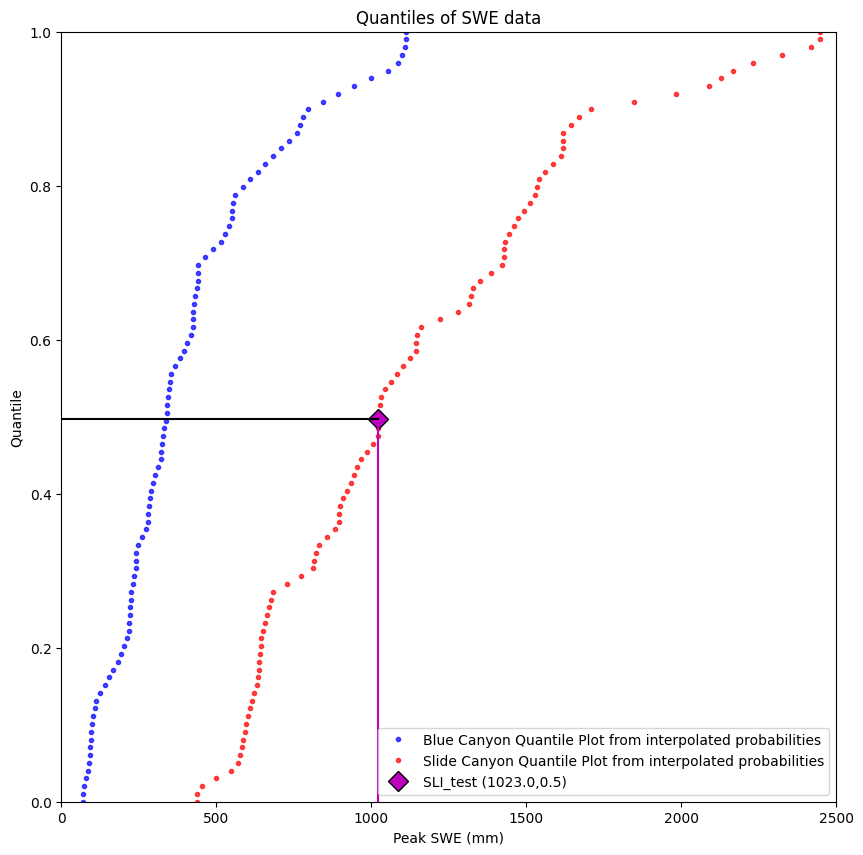 Quantiles of SWE data
1.0
0.8
0.6
0.4
0.2
0.0
Quantile
0
500
1000
1500
2000
2500
Peak SWE (mm)
Blue Canyon Quantile Plot from interpolated probabilities
Slide Canyon Quantile Plot from interpolated probabilities
SLI_test (1023.0,0.5)